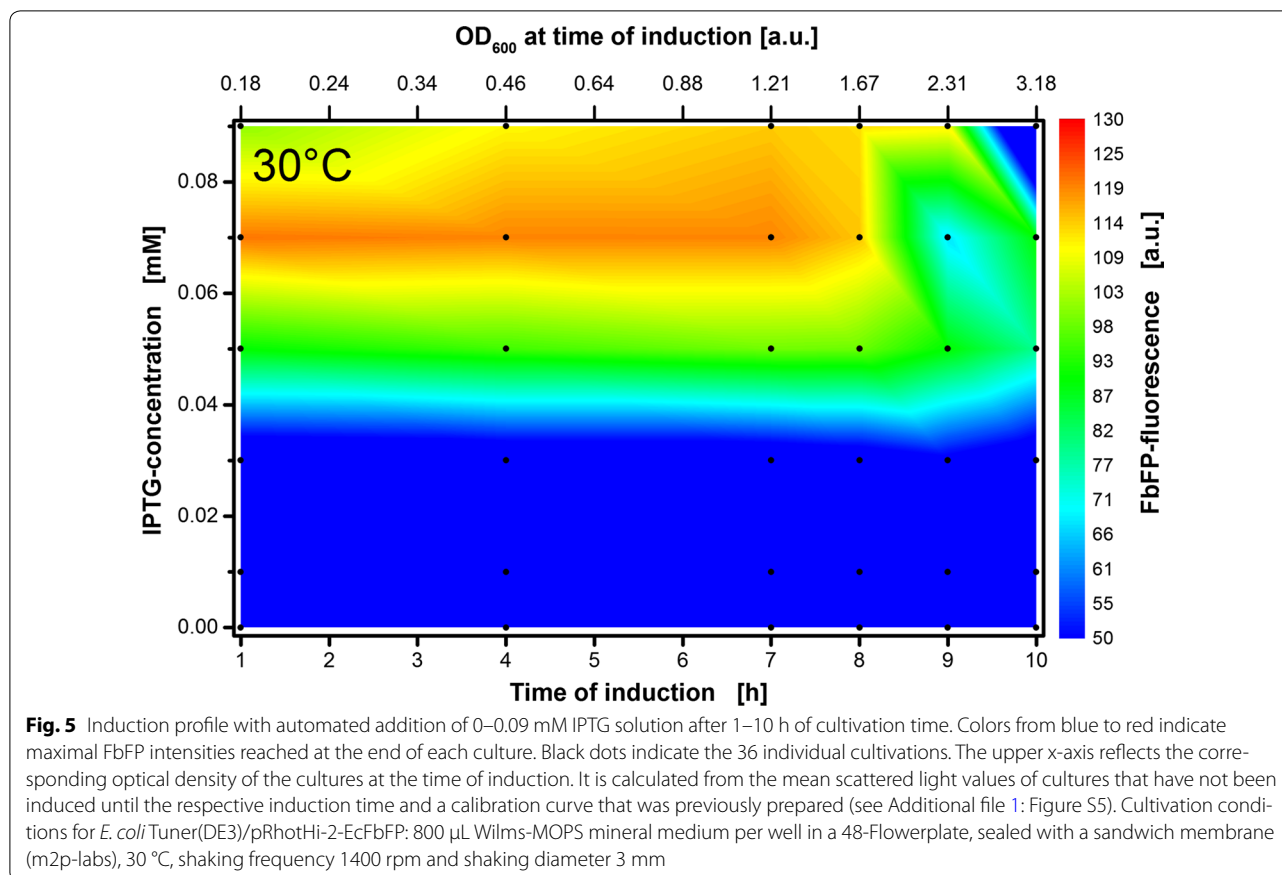 OD600 at time of induction [a.u.]
0.18 0.24 0.34 0.46 0.64 0.88 1.21 1.67 2.31 3.18
30°C
IPTG-concentration [mM]
0.08
0.06
0.04
0.02
0.00
1 2 3 4 5 6 7 8 9 10
Time of induction [h]
130
125
119
114
109
103
98
93
87
82
77
71
66
61
55
50
FbFP-fluorescence [a.u.]
Fig. 5 Induction profile with automated addition of 0–0.09 mM IPTG solution after 1–10 h of cultivation time. Colors from blue to red indicate
maximal FbFP intensities reached at the end of each culture. Black dots indicate the 36 individual cultivations. The upper x-axis reflects the corre-
sponding optical density of the cultures at the time of induction. It is calculated from the mean scattered light values of cultures that have not been
induced until the respective induction time and a calibration curve that was previously prepared (see Additional file 1: Figure S5). Cultivation condi-
tions for E. coli Tuner(DE3)/pRhotHi-2-EcFbFP: 800 µL Wilms-MOPS mineral medium per well in a 48-Flowerplate, sealed with a sandwich membrane
(m2p-labs), 30 °C, shaking frequency 1400 rpm and shaking diameter 3 mm